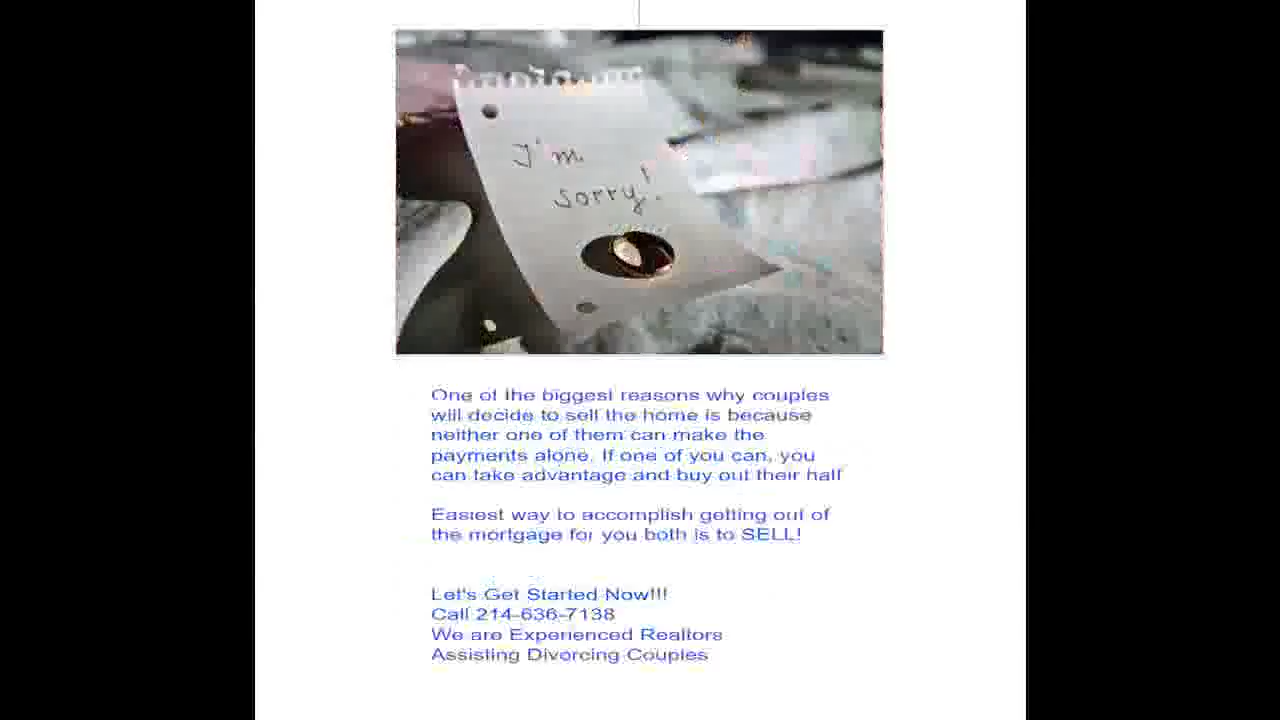 I'm
sorry!
One of the biggest reasons why couples
will decide to sell the home is because
neither one of them can make the
payments alone. If one of you can, you
can take advantage and buy out their half
Easiest way to accomplish getting out of
the mortgage for you both is to SELL!
Let's Get Started Now!!!
Call 214-636-7138
We are Experienced Realtors
Assisting Divorcing Couples